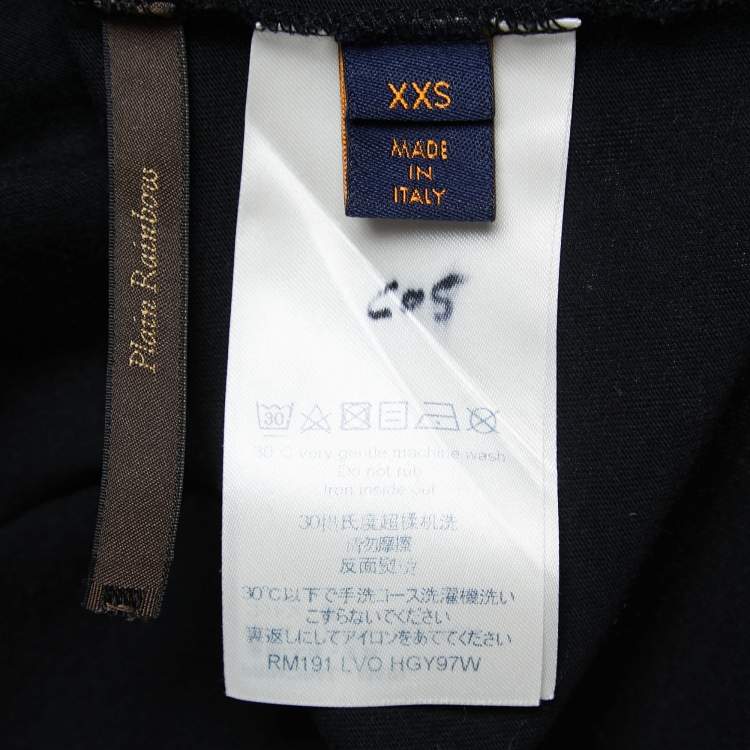 Plain Rainbow
XXS
MADE
IN
ITALY
30
30°C very gentle machine wash
Do not rub
Iron inside out
30摄氏度超揉机洗
请勿摩擦
反面熨烫
30℃以下で手洗コース洗濯機洗い
こすらないでください
裏返しにしてアイロンをあててください
RM191 LVO HGY97W